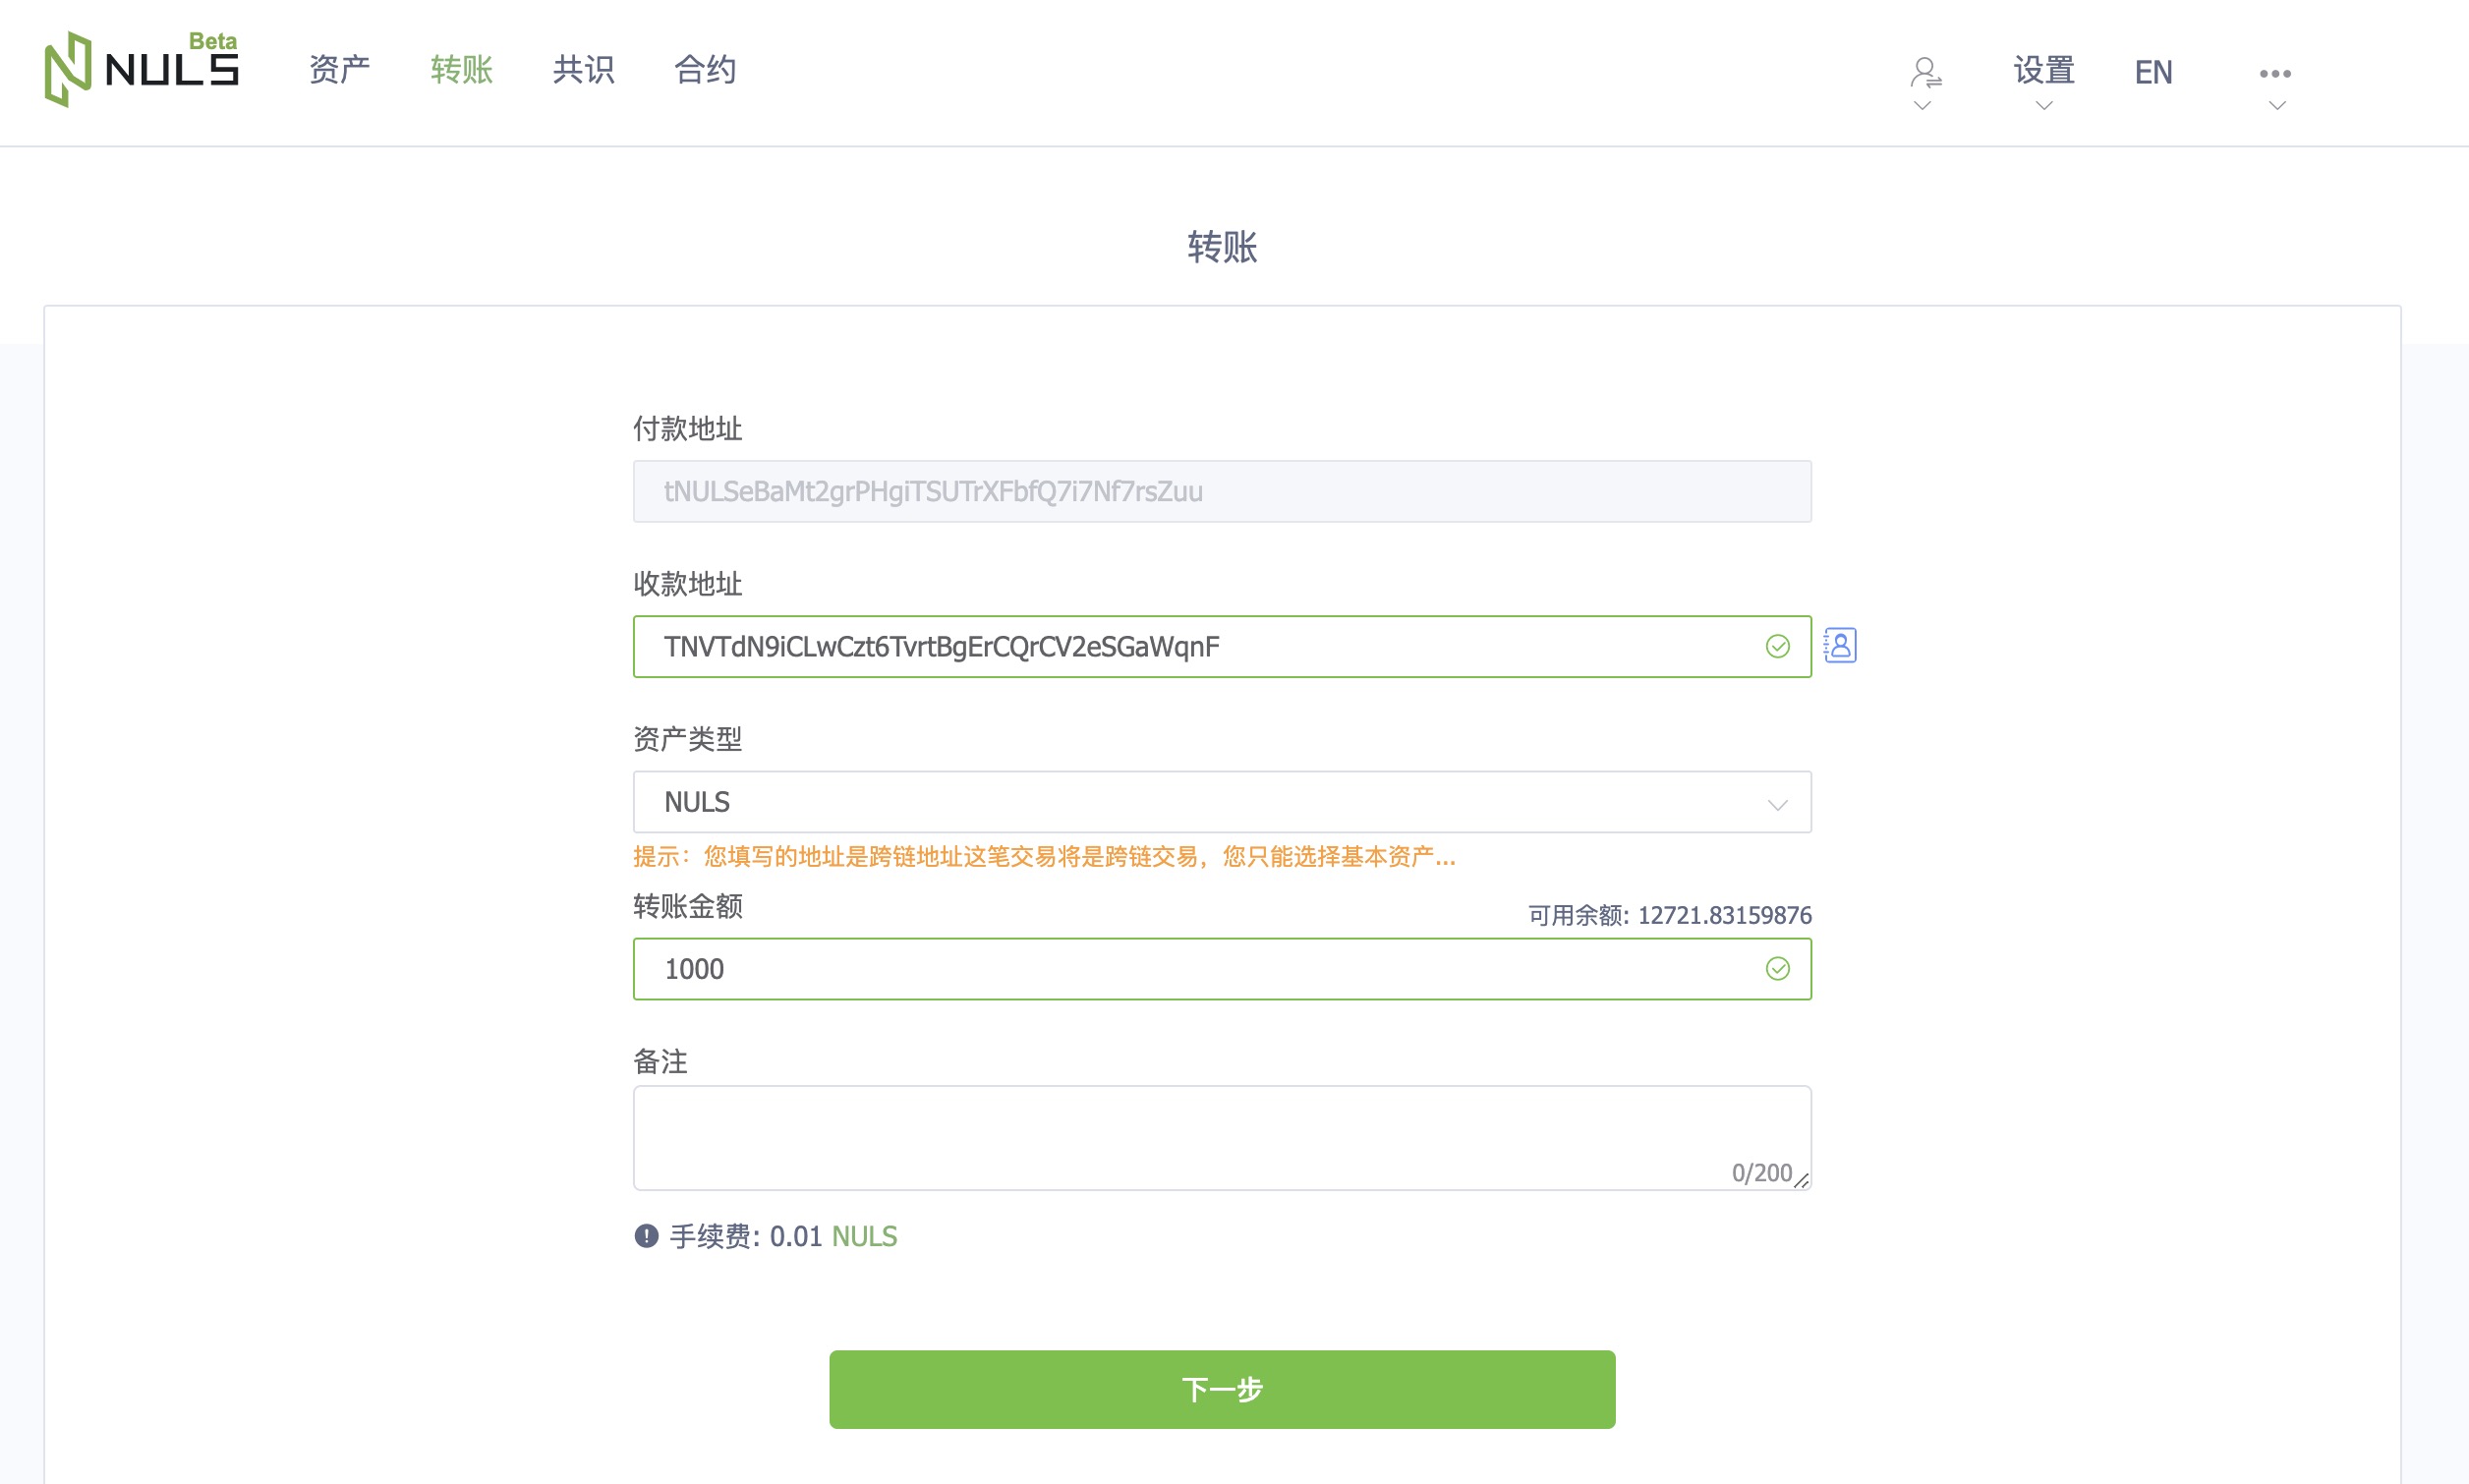 Beta
NULS 资产 转账 共识 合约 设置 EN
转账
付款地址
tNULSeBaMt2grPHgiTSUTrXFbfQ7i7Nf7rsZuu
收款地址
TNVTdN9iCLwCzt6TvrtBgErCQrCV2eSGaWqnF
资产类型
NULS
提示：您填写的地址是跨链地址这笔交易将是跨链交易，您只能选择基本资产...
转账金额 可用余额: 12721.83159876
1000
备注
0/200
手续费: 0.01 NULS
下一步